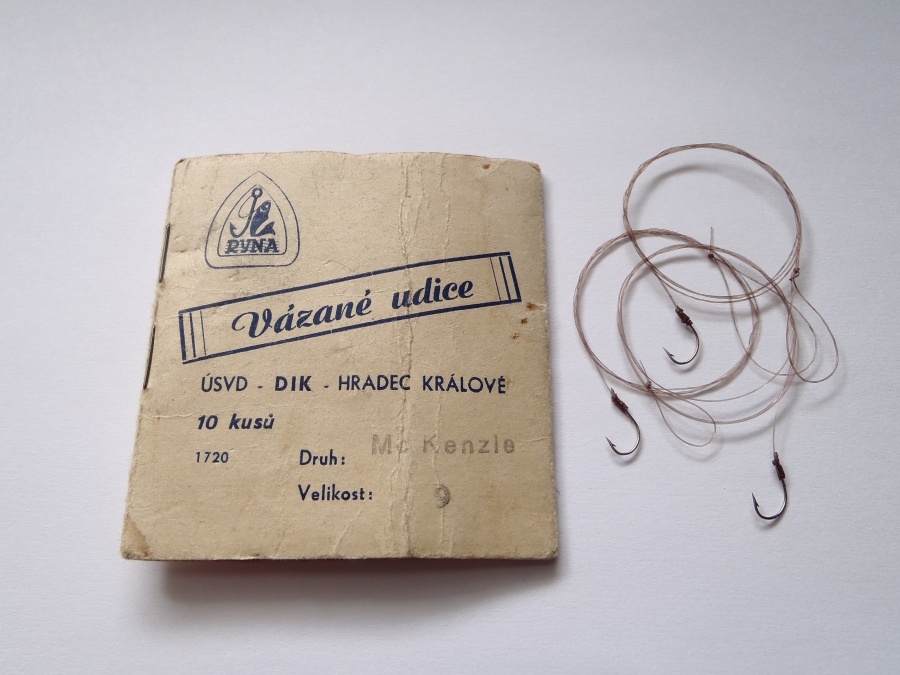 RYNA
Vázané udice
ÚSVD - DIK - HRADEC KRÁLOVÉ
10 kusů
1720
Druh: Mc Kenzie
Velikost: 9